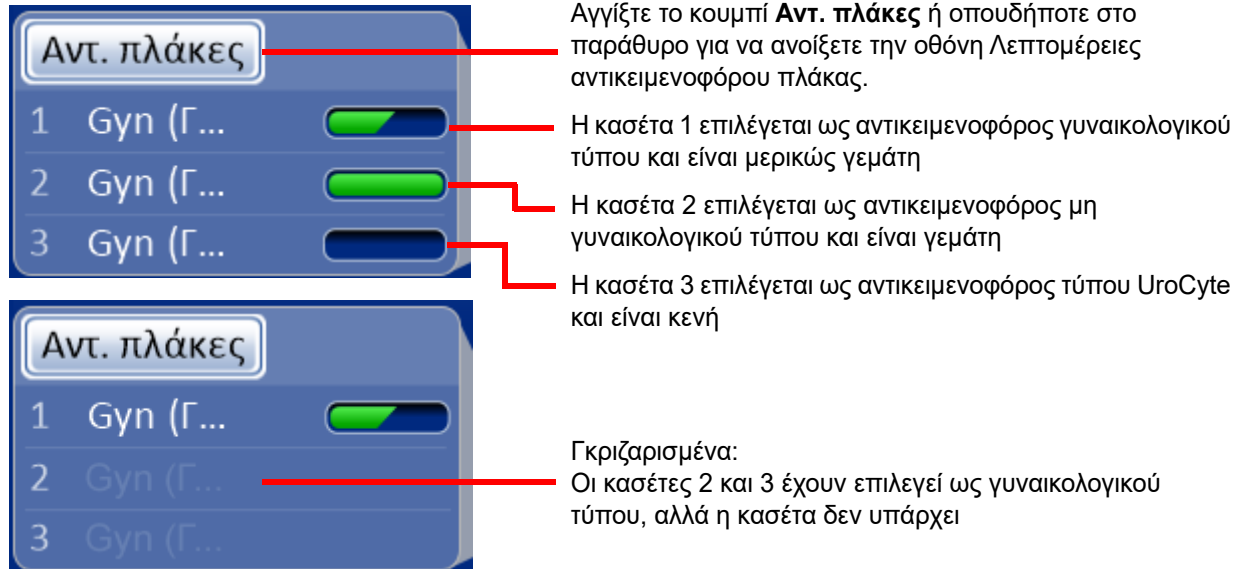 Αντ. πλάκες
1 Gyn (Γ...
2 Gyn (Γ...
3 Gyn (Γ...
Αγγίξτε το κουμπί Αντ. πλάκες ή οπουδήποτε στο
παράθυρο για να ανοίξετε την οθόνη Λεπτομέρειες
αντικειμενοφόρου πλάκας.
Η κασέτα 1 επιλέγεται ως αντικειμενοφόρος γυναικολογικού
τύπου και είναι μερικώς γεμάτη
Η κασέτα 2 επιλέγεται ως αντικειμενοφόρος μη
γυναικολογικού τύπου και είναι γεμάτη
Η κασέτα 3 επιλέγεται ως αντικειμενοφόρος τύπου UroCyte
και είναι κενή
Αντ. πλάκες
1 Gyn (Γ...
2 Gyn (Γ...
3 Gyn (Γ...
Γκριζαρισμένα:
Οι κασέτες 2 και 3 έχουν επιλεγεί ως γυναικολογικού
τύπου, αλλά η κασέτα δεν υπάρχει